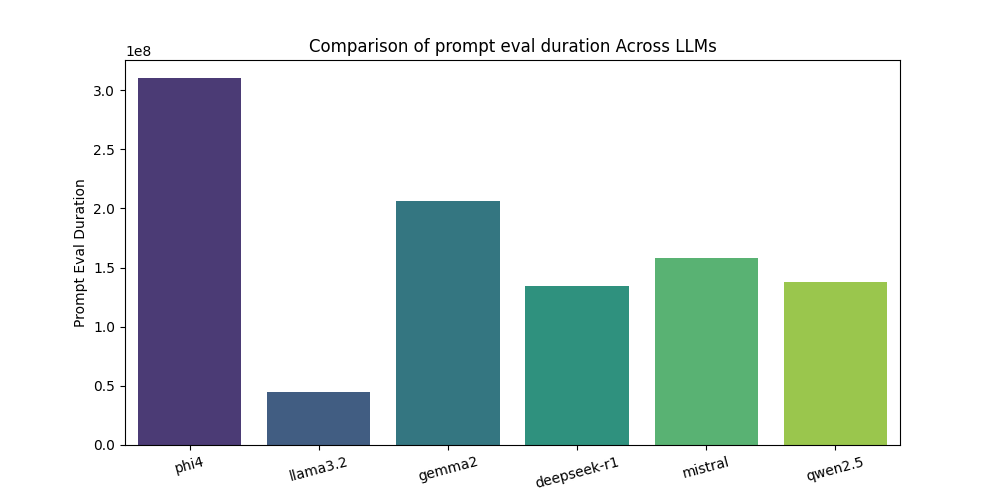 Comparison of prompt eval duration Across LLMs
1e8
3.0
2.5
2.0
1.5
1.0
0.5
0.0
Prompt Eval Duration
phi4
llama3.2
gemma2
deepseek-r1
mistral
qwen2.5